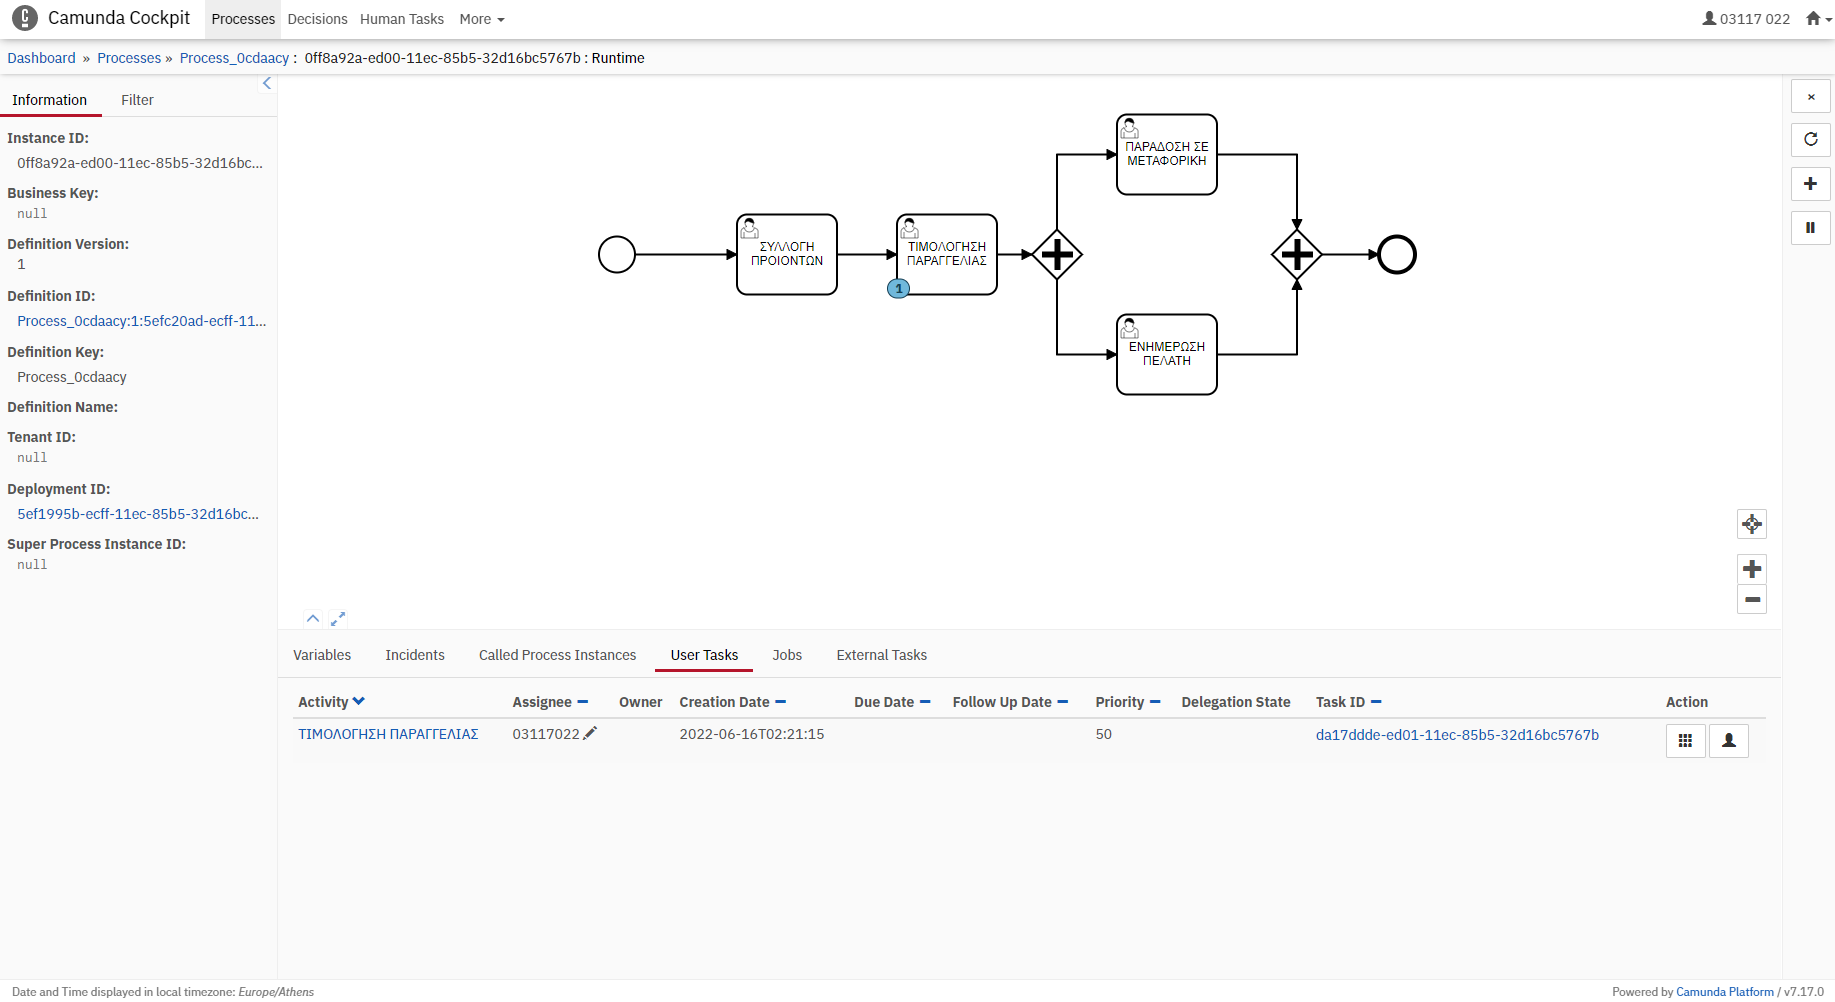 Camunda Cockpit Processes Decisions Human Tasks More 03117 022
Dashboard » Processes » Process_0cdaacy : 0ff8a92a-ed00-11ec-85b5-32d16bc5767b : Runtime
Information Filter
Instance ID:
0ff8a92a-ed00-11ec-85b5-32d16bc...
Business Key:
null
Definition Version:
1
Definition ID:
Process_0cdaacy:1:5efc20ad-ecff-11...
Definition Key:
Process_0cdaacy
Definition Name:
Tenant ID:
null
Deployment ID:
5ef1995b-ecff-11ec-85b5-32d16bc...
Super Process Instance ID:
null
ΣΥΛΛΟΓΗ
ΠΡΟΙΟΝΤΩΝ
ΤΙΜΟΛΟΓΗΣΗ
ΠΑΡΑΓΓΕΛΙΑΣ
1
ΠΑΡΑΔΟΣΗ ΣΕ
ΜΕΤΑΦΟΡΙΚΗ
ΕΝΗΜΕΡΩΣΗ
ΠΕΛΑΤΗ
Variables Incidents Called Process Instances User Tasks Jobs External Tasks
Activity Assignee Owner Creation Date Due Date Follow Up Date Priority Delegation State Task ID Action
ΤΙΜΟΛΟΓΗΣΗ ΠΑΡΑΓΓΕΛΙΑΣ 03117022 2022-06-16T02:21:15 50 da17ddde-ed01-11ec-85b5-32d16bc5767b
Date and Time displayed in local timezone: Europe/Athens Powered by Camunda Platform / v7.17.0